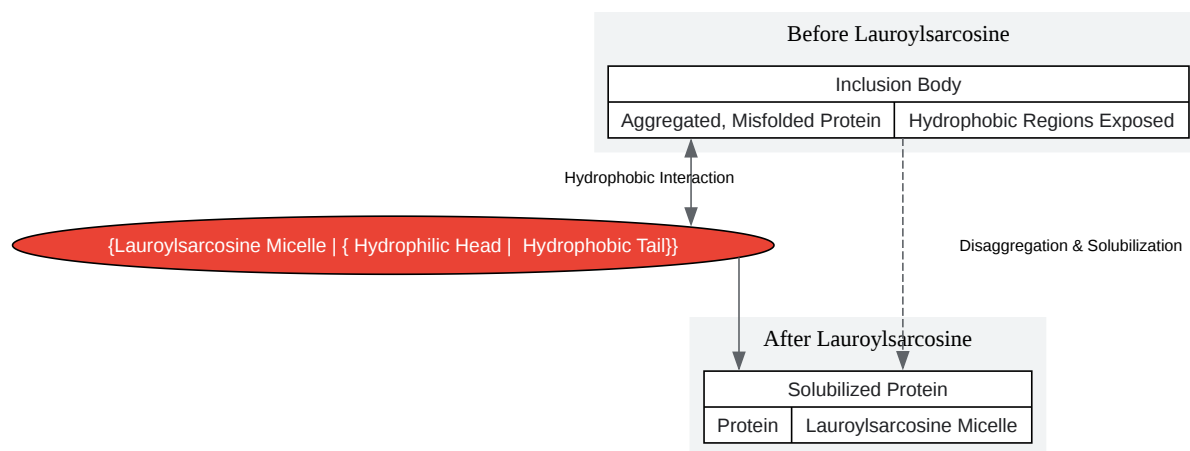 Before Lauroylsarcosine
Inclusion Body
Aggregated, Misfolded Protein
Hydrophobic Regions Exposed
Hydrophobic Interaction
{Lauroylsarcosine Micelle | { Hydrophilic Head |  Hydrophobic Tail}}
Disaggregation & Solubilization
After Lauroylsarcosine
Solubilized Protein
Protein
Lauroylsarcosine Micelle